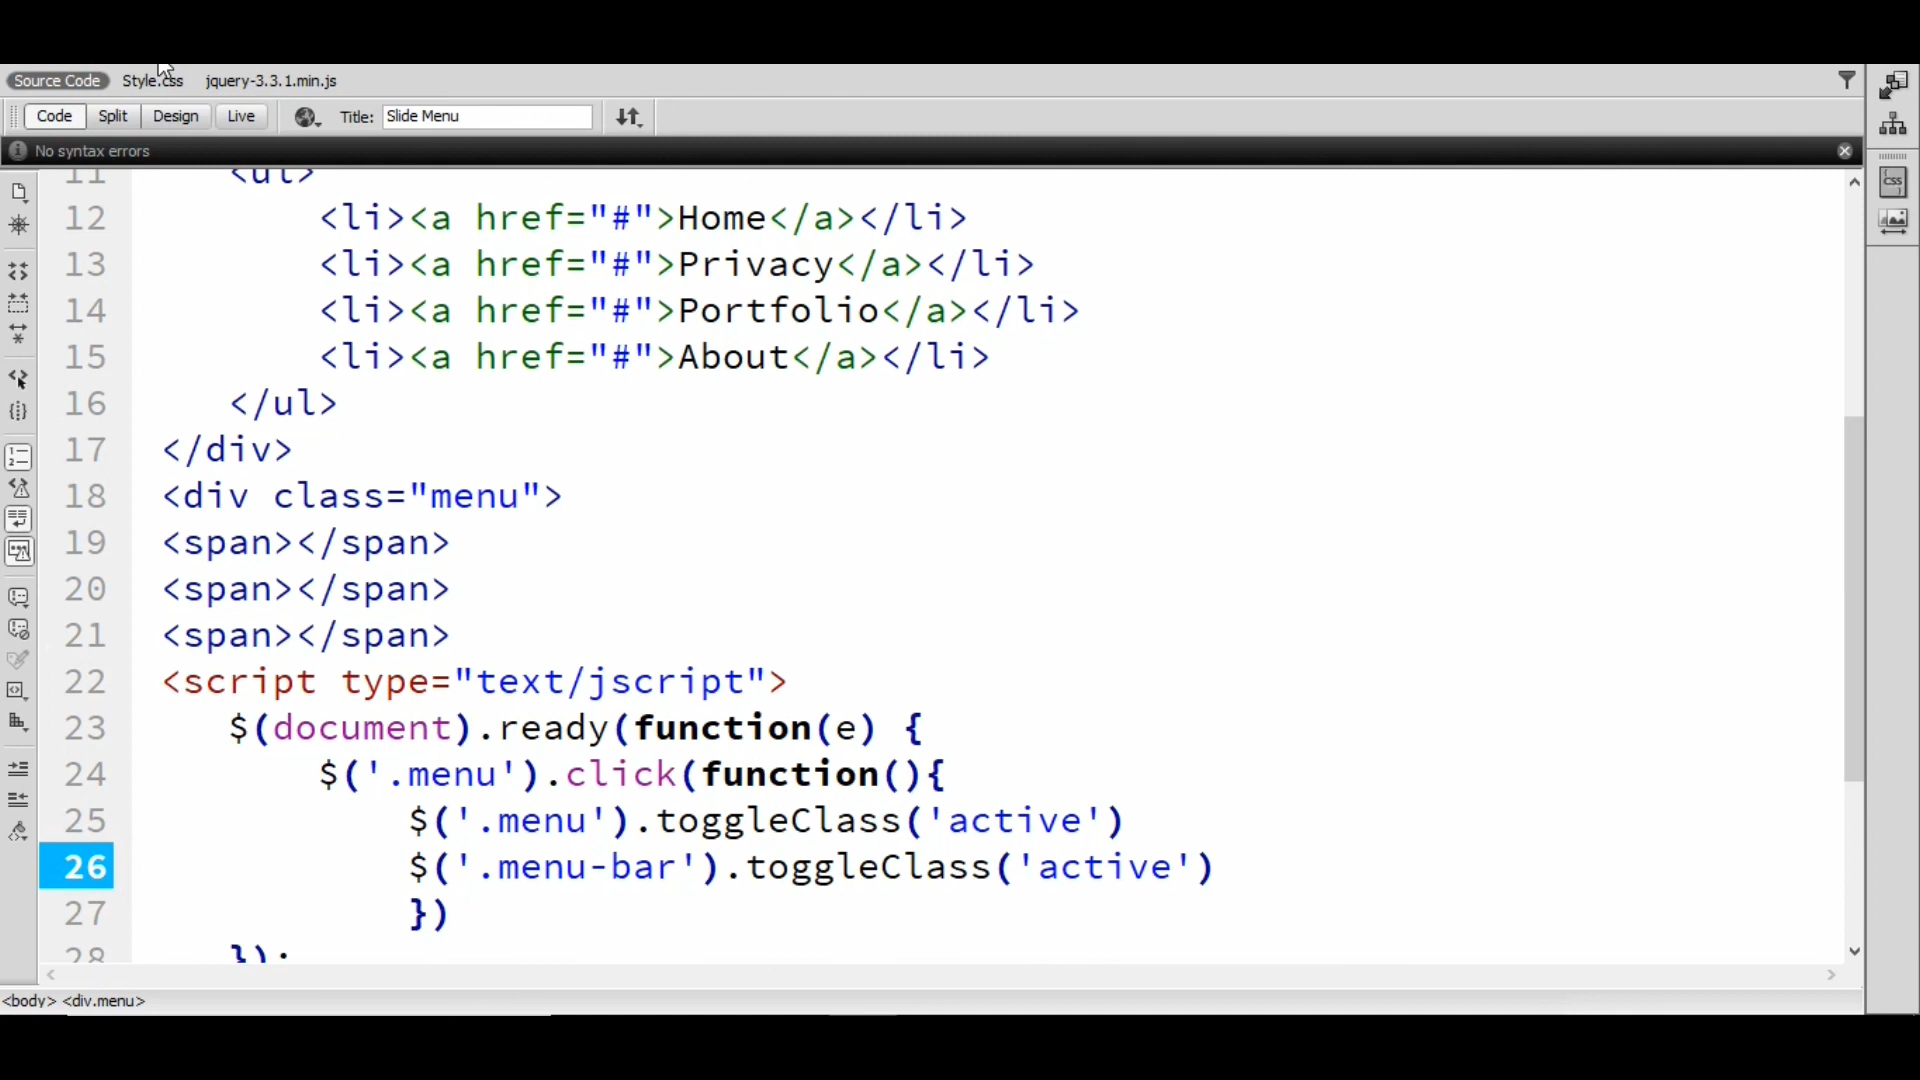 Source Code Style.css jquery-3.3.1.min.js
Code Split Design Live Title: Slide Menu
No syntax errors
11 <ul>
12 <li><a href="#">Home</a></li>
13 <li><a href="#">Privacy</a></li>
14 <li><a href="#">Portfolio</a></li>
15 <li><a href="#">About</a></li>
16 </ul>
17 </div>
18 <div class="menu">
19 <span></span>
20 <span></span>
21 <span></span>
22 <script type="text/jscript">
23 $(document).ready(function(e) {
24 $('.menu').click(function(){
25 $('.menu').toggleClass('active')
26 $('.menu-bar').toggleClass('active')
27 })
28 });
<body> <div.menu>